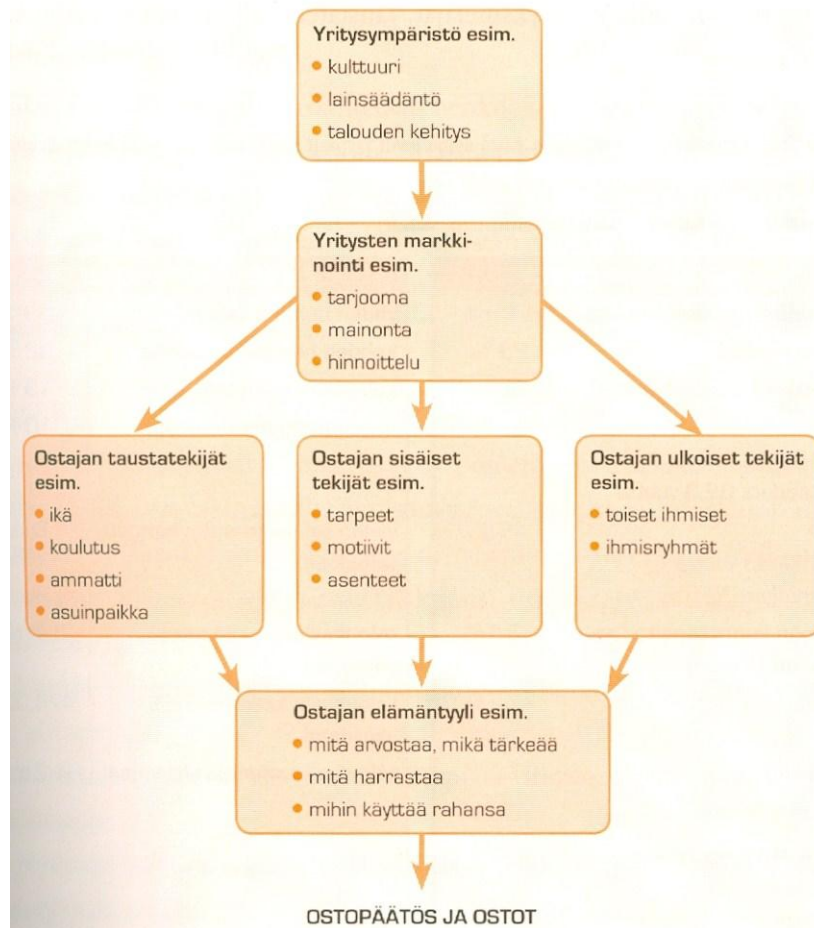 Yritysympäristö esim.
• kulttuuri
• lainsäädäntö
• talouden kehitys
Yritysten markki-
nointi esim.
• tarjooma
• mainonta
• hinnoittelu
Ostajan taustatekijät
esim.
• ikä
• koulutus
• ammatti
• asuinpaikka
Ostajan sisäiset
tekijät esim.
• tarpeet
• motiivit
• asenteet
Ostajan ulkoiset tekijät
esim.
• toiset ihmiset
• ihmisryhmät
Ostajan elämäntyyli esim.
• mitä arvostaa, mikä tärkeää
• mitä harrastaa
• mihin käyttää rahansa
OSTOPÄÄTÖS JA OSTOT